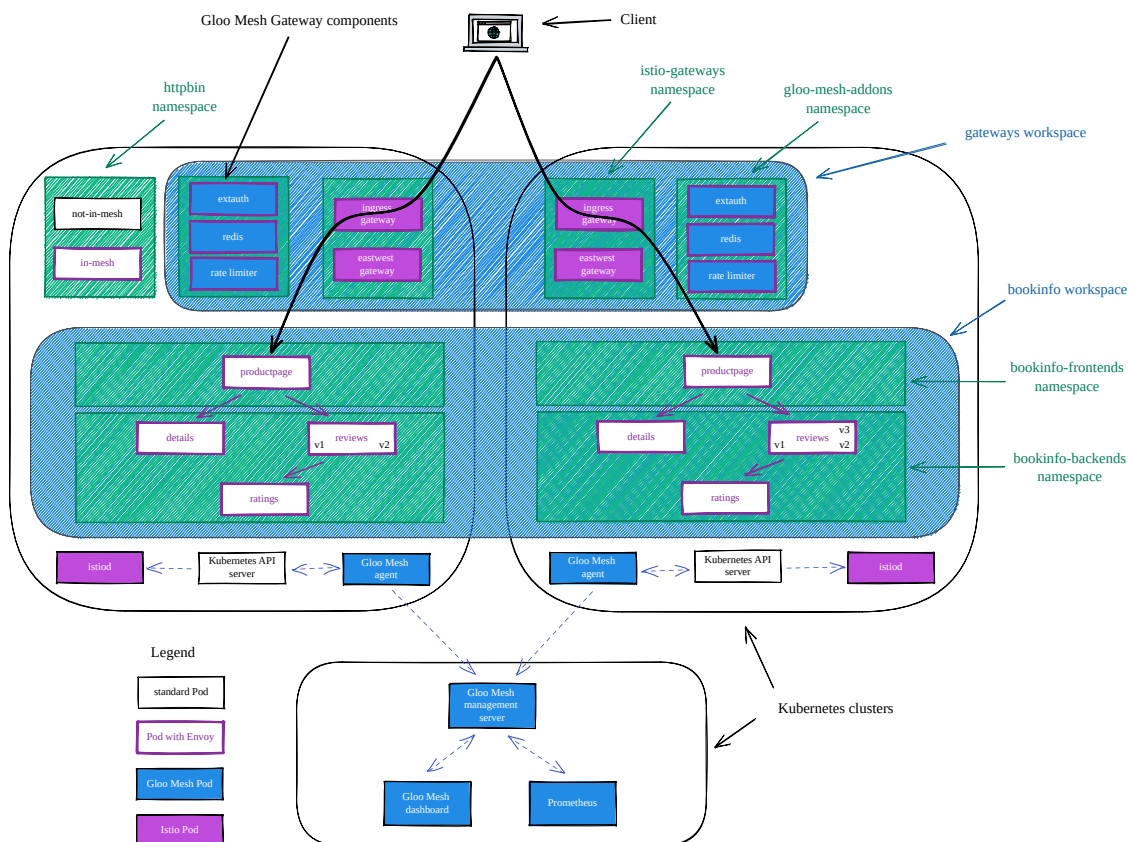 Gloo Mesh Gateway components
Client
istio-gateways
namespace
httpbin
namespace
gloo-mesh-addons
namespace
gateways workspace
not-in-mesh
in-mesh
extauth
redis
rate limiter
ingress
gateway
eastwest
gateway
ingress
gateway
eastwest
gateway
extauth
redis
rate limiter
bookinfo workspace
productpage
productpage
bookinfo-frontends
namespace
details
reviews
v1
v2
details
reviews
v1
v3
v2
bookinfo-backends
namespace
ratings
ratings
istiod
Kubernetes API
server
Gloo Mesh
agent
Gloo Mesh
agent
Kubernetes API
server
istiod
Legend
standard Pod
Pod with Envoy
Gloo Mesh Pod
Istio Pod
Gloo Mesh
management
server
Kubernetes clusters
Gloo Mesh
dashboard
Prometheus